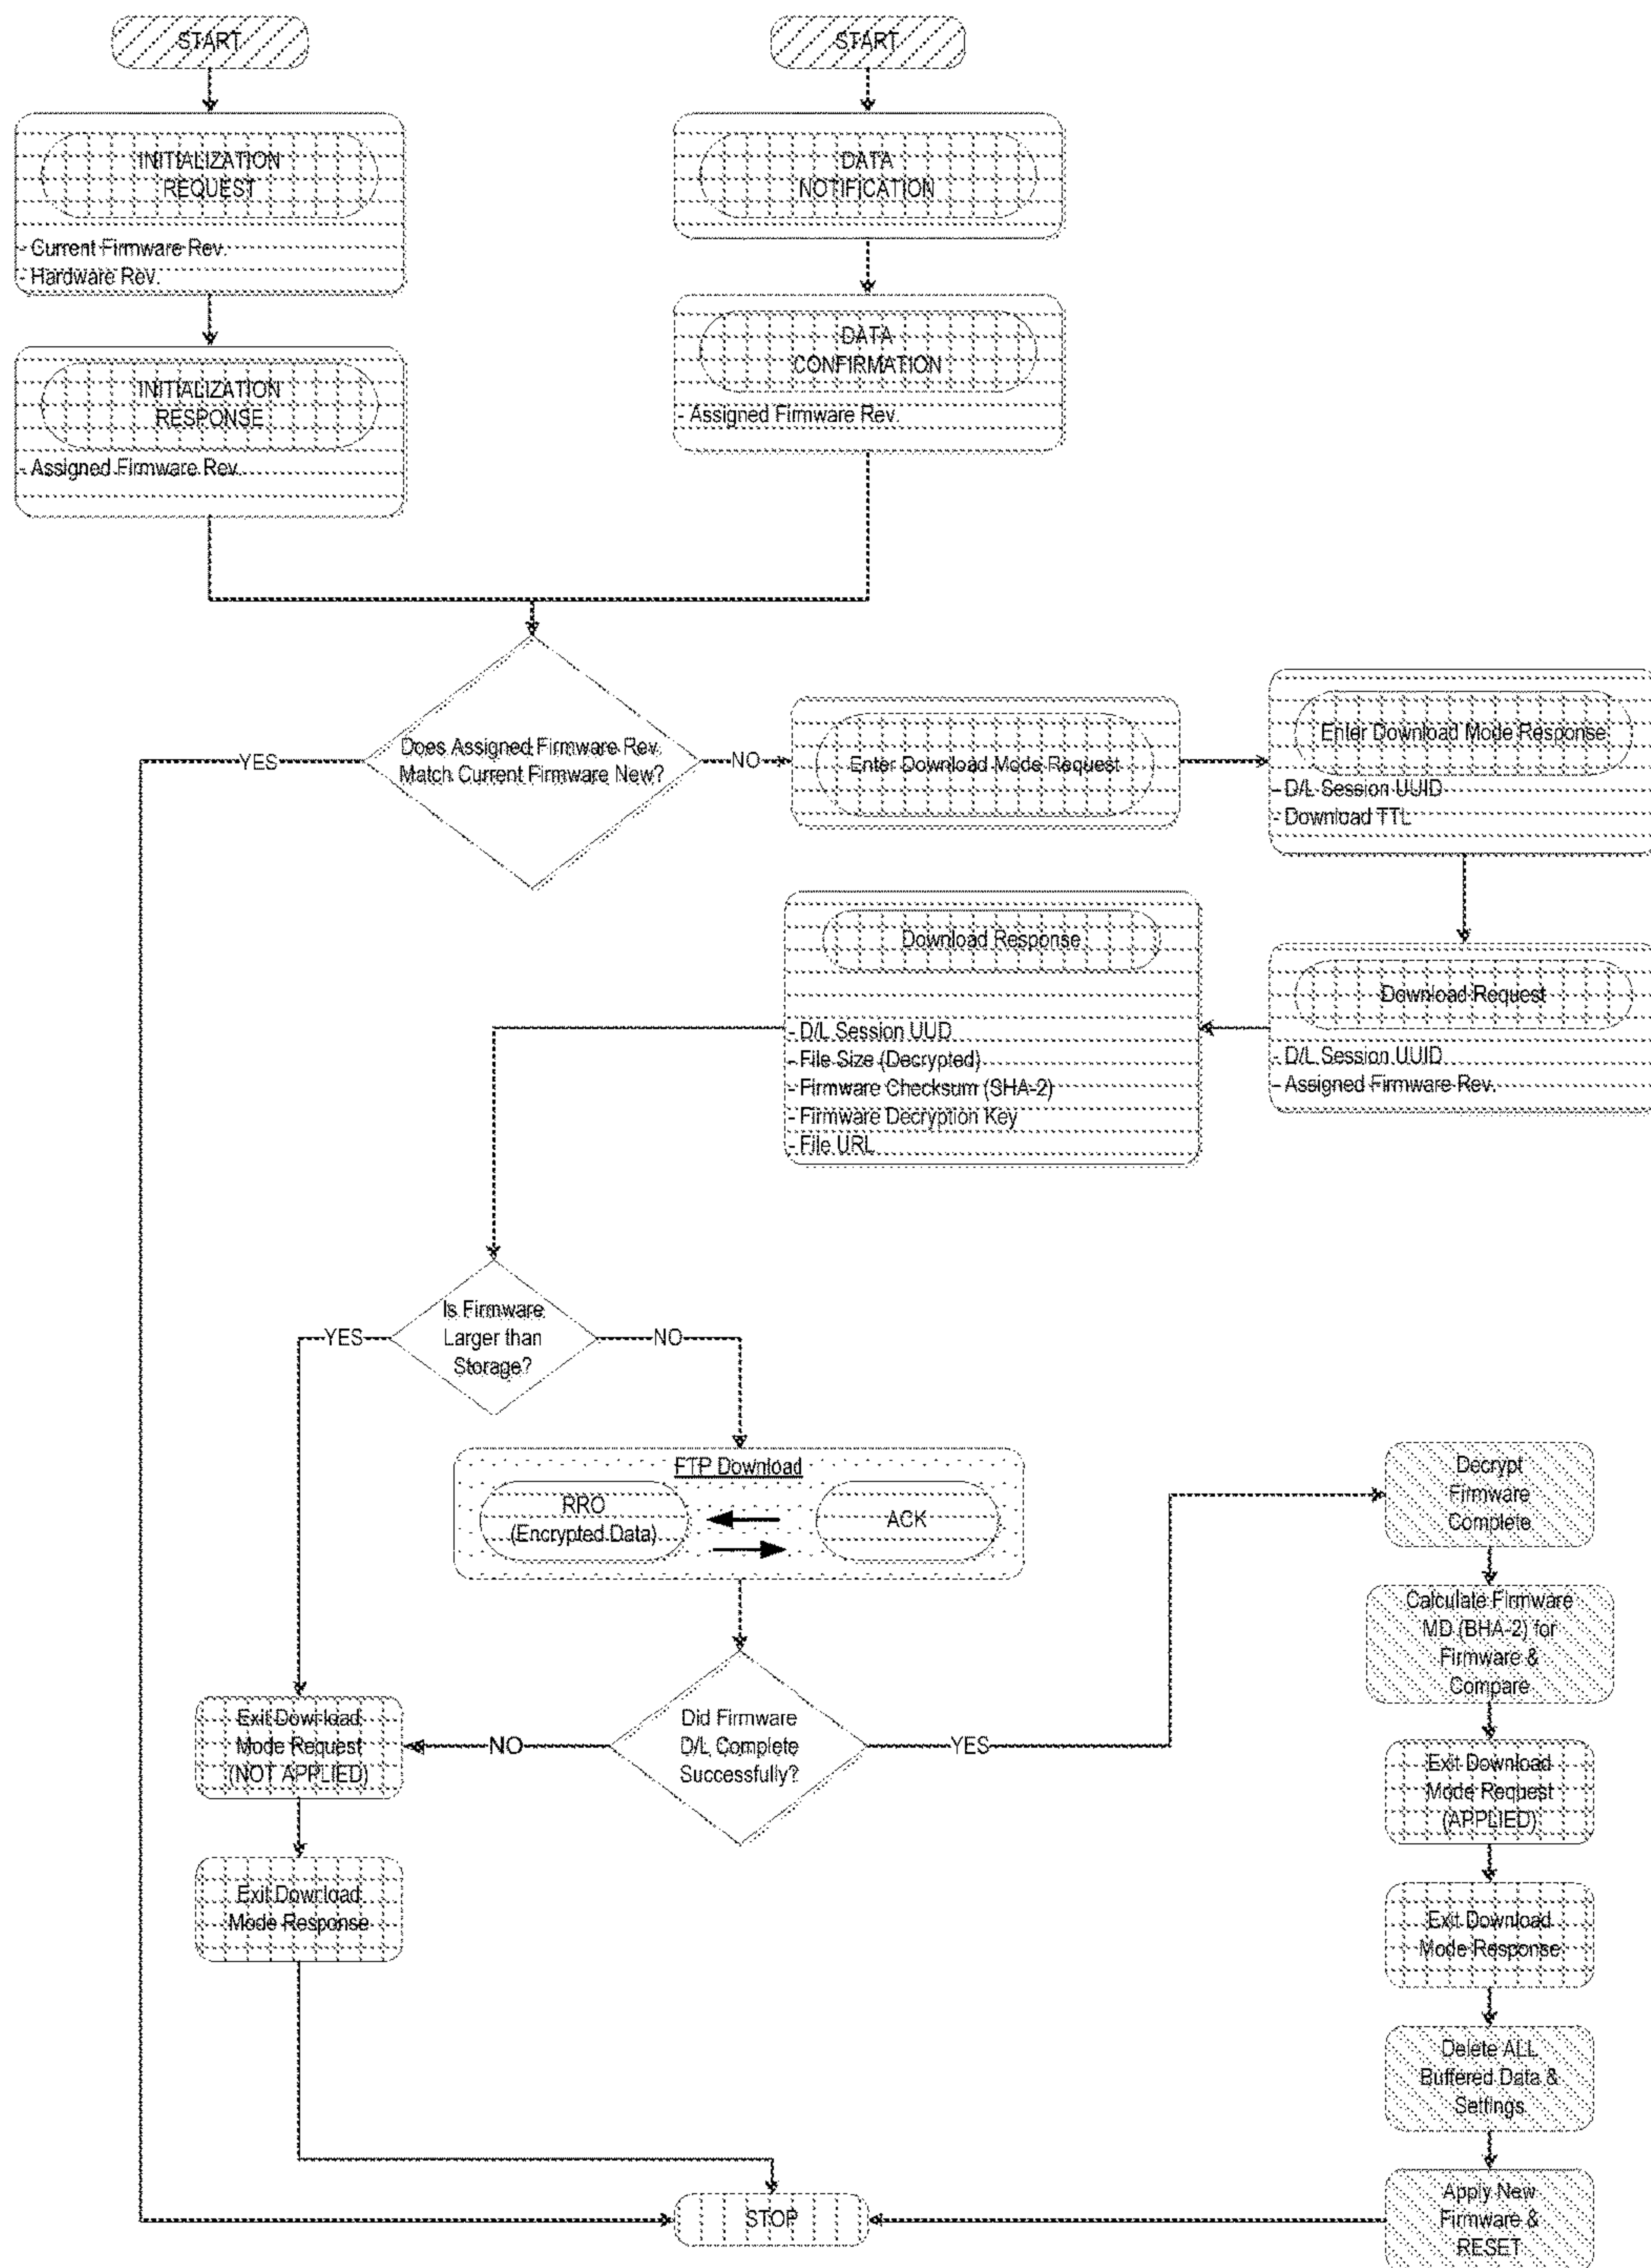 START
INITIALIZATION
REQUEST
- Current Firmware Rev.
- Hardware Rev.
INITIALIZATION
RESPONSE
- Assigned Firmware Rev.
START
DATA
NOTIFICATION
DATA
CONFIRMATION
- Assigned Firmware Rev.
Does Assigned Firmware Rev.
Match Current Firmware New?
YES
NO
Enter Download Mode Request
Enter Download Mode Response
- D/L Session UUID
- Download TTL
Download Request
- D/L Session UUID
- Assigned Firmware Rev.
Download Response
- D/L Session UUD
- File Size (Decrypted)
- Firmware Checksum (SHA-2)
- Firmware Decryption Key
- File URL
Is Firmware
Larger than
Storage?
YES
NO
FTP Download
RRO
(Encrypted Data)
ACK
Did Firmware
D/L Complete
Successfully?
NO
YES
Exit Download
Mode Request
(NOT APPLIED)
Exit Download
Mode Response
Decrypt
Firmware
Complete
Calculate Firmware
MD (BHA-2) for
Firmware &
Compare
Exit Download
Mode Request
(APPLIED)
Exit Download
Mode Response
Delete ALL
Buffered Data &
Settings
Apply New
Firmware &
RESET
STOP